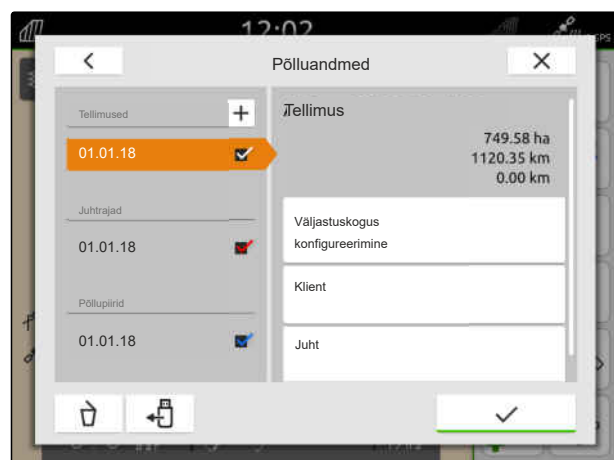 12:02
Põlluandmed
Tellimused
Tellimus
01.01.18
749.58 ha
1120.35 km
0.00 km
Juhtrajad
01.01.18
Väljastuskogus
konfigureerimine
Klient
Põllupiirid
01.01.18
Juht